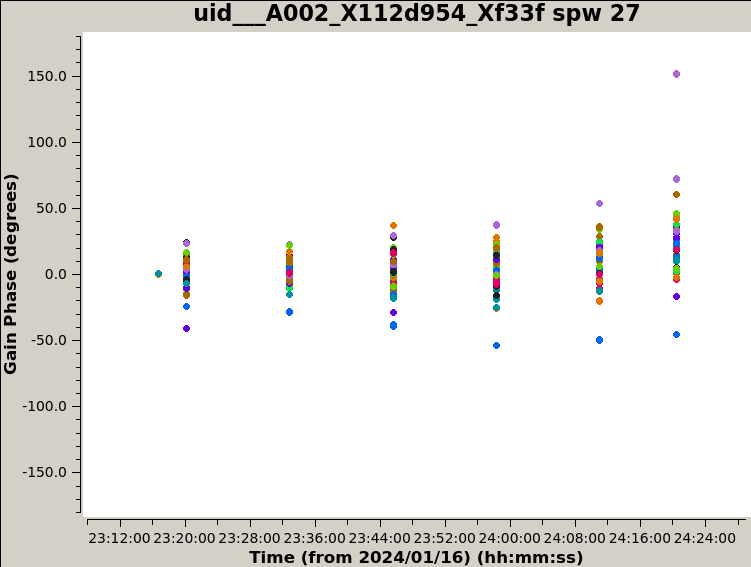 uid___A002_X112d954_Xf33f spw 27
150.0
100.0
50.0
0.0
-50.0
-100.0
-150.0
Gain Phase (degrees)
23:12:00 23:20:00 23:28:00 23:36:00 23:44:00 23:52:00 24:00:00 24:08:00 24:16:00 24:24:00
Time (from 2024/01/16) (hh:mm:ss)